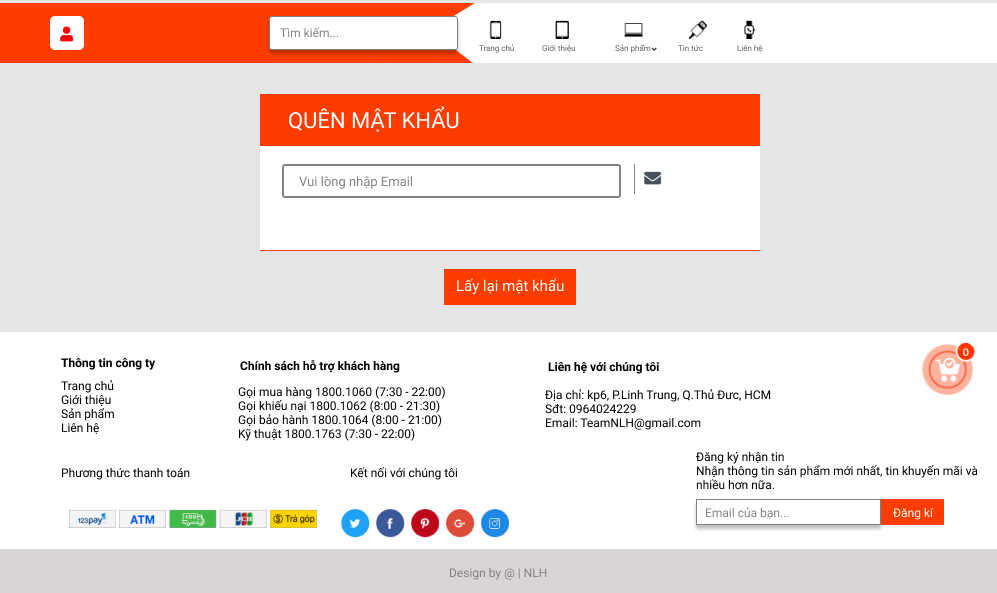 Tìm kiếm...
Trang chủ
Giới thiệu
Sản phẩm
Tin tức
Liên hệ
QUÊN MẬT KHẨU
Vui lòng nhập Email
Lấy lại mật khẩu
0
Thông tin công ty
Trang chủ
Giới thiệu
Sản phẩm
Liên hệ
Chính sách hỗ trợ khách hàng
Gọi mua hàng 1800.1060 (7:30 - 22:00)
Gọi khiếu nại 1800.1062 (8:00 - 21:30)
Gọi bảo hành 1800.1064 (8:00 - 21:00)
Kỹ thuật 1800.1763 (7:30 - 22:00)
Liên hệ với chúng tôi
Địa chỉ: kp6, P.Linh Trung, Q.Thủ Đưc, HCM
Sđt: 0964024229
Email: TeamNLH@gmail.com
Phương thức thanh toán
123pay
ATM
COD
JCB
Trả góp
Kết nối với chúng tôi
Đăng ký nhận tin
Nhận thông tin sản phẩm mới nhất, tin khuyến mãi và
nhiều hơn nữa.
Email của bạn...
Đăng kí
Design by @ | NLH